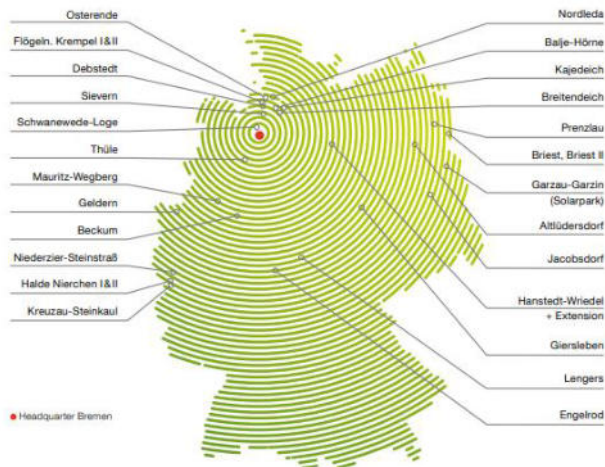 Osterende
Flögeln. Krempel I&II
Debstedt
Sievern
Schwanewede-Loge
Thüle
Mauritz-Wegberg
Geldern
Beckum
Niederzier-Steinstraß
Halde Nierchen I&II
Kreuzau-Steinkaul
Headquarter Bremen
Nordleda
Balje-Hörne
Kajedeich
Breitendeich
Prenzlau
Briest, Briest II
Garzau-Garzin
(Solarpark)
Altlüdersdorf
Jacobsdorf
Hanstedt-Wriedel
+ Extension
Giersleben
Lengers
Engelrod